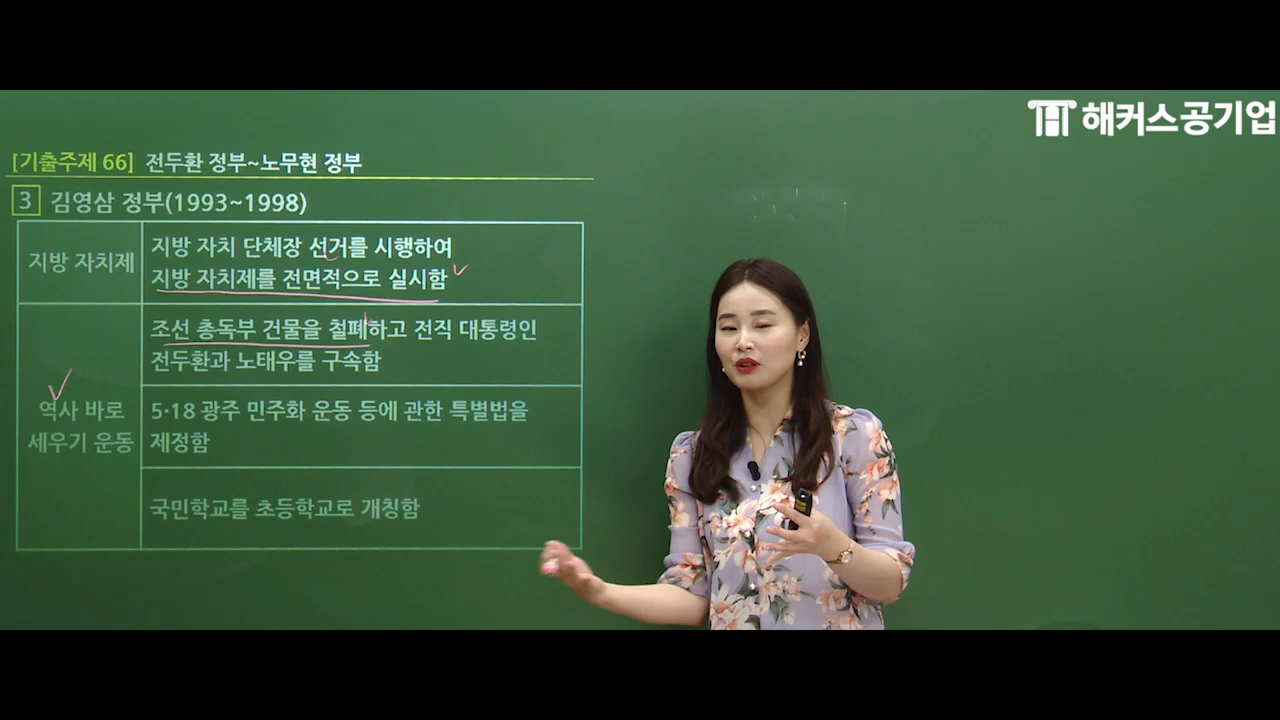 해커스공기업
[기출주제 66] 전두환 정부~노무현 정부
3 김영삼 정부(1993~1998)
지방 자치제
지방 자치 단체장 선거를 시행하여
지방 자치제를 전면적으로 실시함
역사 바로
세우기 운동
조선 총독부 건물을 철폐하고 전직 대통령인
전두환과 노태우를 구속함
5·18 광주 민주화 운동 등에 관한 특별법을
제정함
국민학교를 초등학교로 개칭함